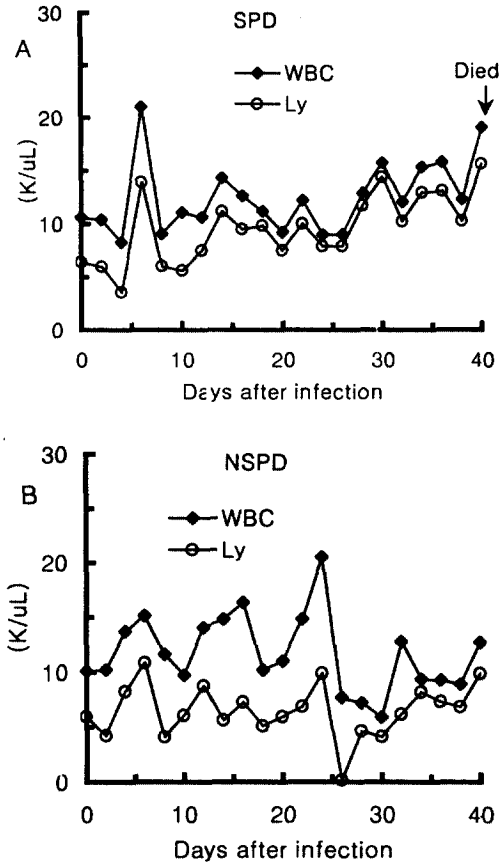 30
SPD
A
WBC
Ly
Died
20
(K/uL)
10
0
0 10 20 30 40
Days after infection
30
NSPD
B
WBC
Ly
20
(K/uL)
10
0
0 10 20 30 40
Days after infection